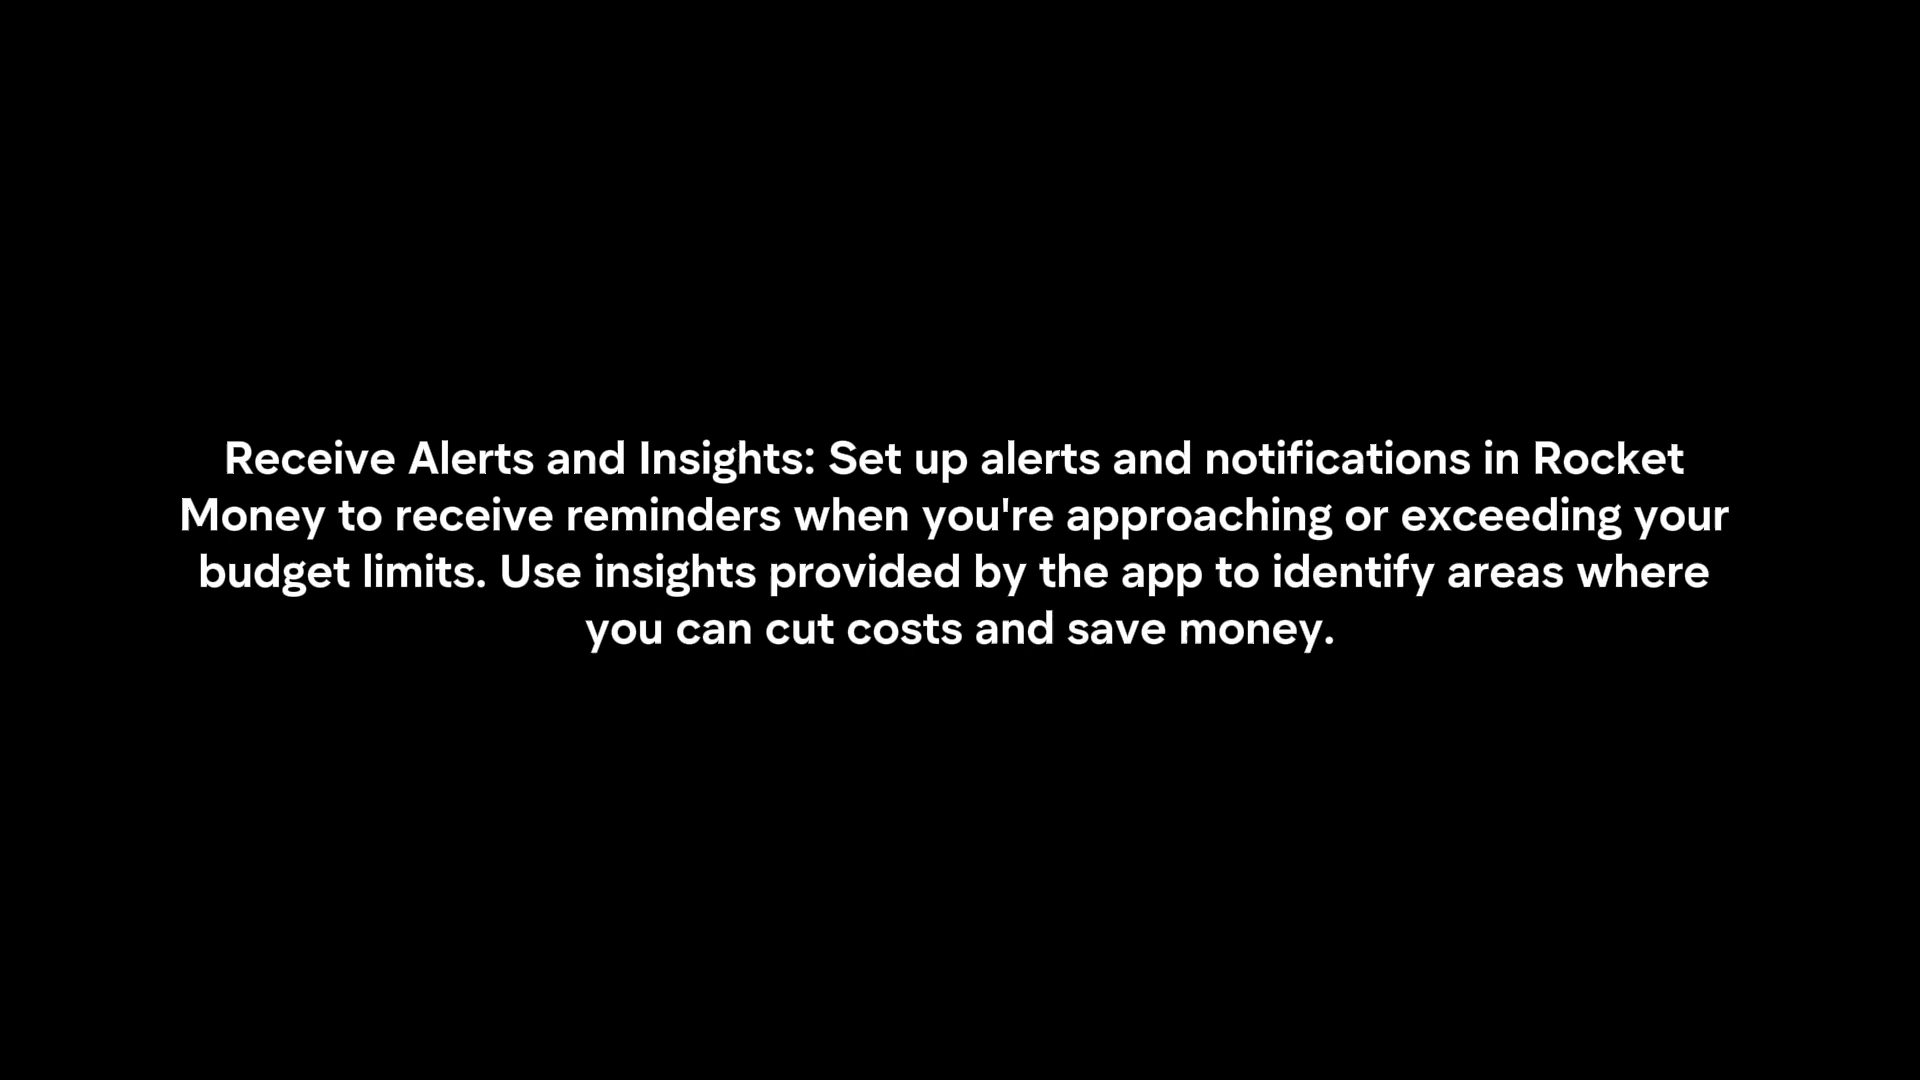 Receive Alerts and Insights: Set up alerts and notifications in Rocket
Money to receive reminders when you're approaching or exceeding your
budget limits. Use insights provided by the app to identify areas where
you can cut costs and save money.